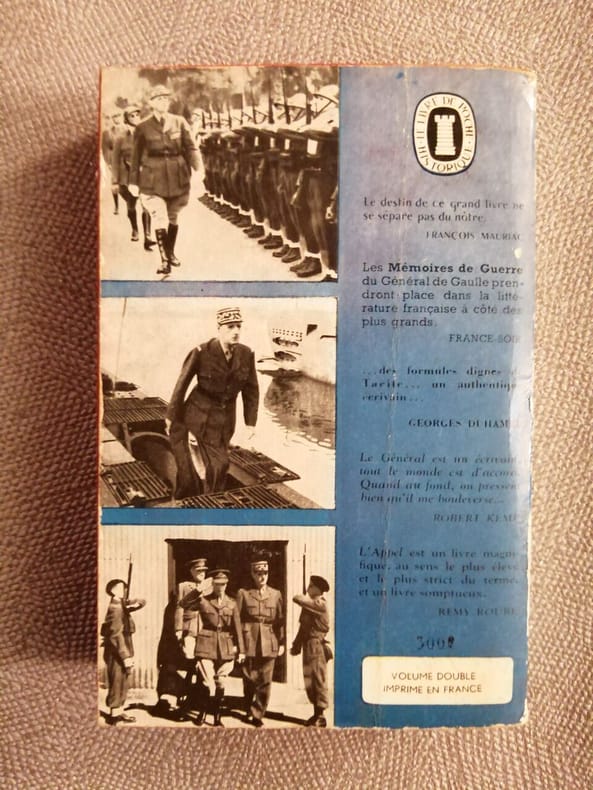 LE LIVRE DE POCHE
HISTORIQUE
Le destin de ce grand livre ne
se sépare pas du nôtre.
FRANÇOIS MAURIAC
Les Mémoires de Guerre
du Général de Gaulle pren-
dront place dans la litté-
rature française à côté des
plus grands.
FRANCE-SOIR
...des formules dignes de
Tacite... un authentique
écrivain...
GEORGES DUHAMEL
Le Général est un écrivain,
tout le monde est d'accord.
Quand au fond, on pressent
bien qu'il me bouleverse...
ROBERT KEMP
L'Appel est un livre magni-
fique, au sens le plus élevé
et le plus strict du terme,
et un livre somptueux.
REMY ROURE
VOLUME DOUBLE
IMPRIME EN FRANCE